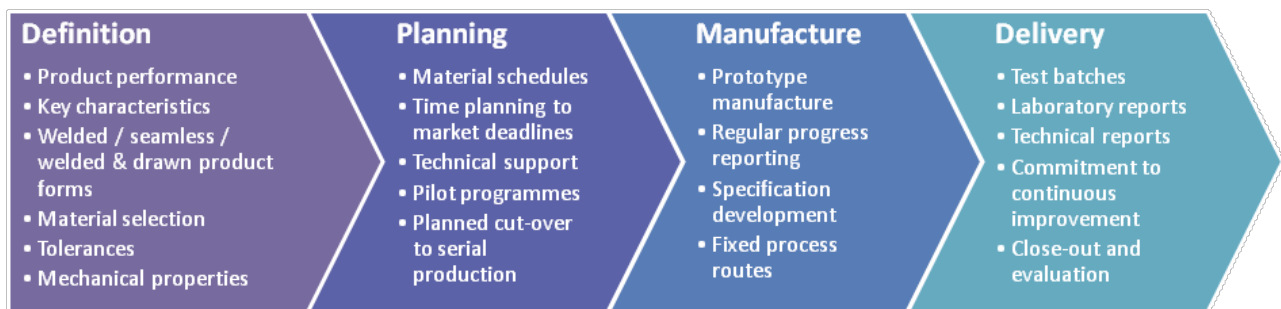 Definition
• Product performance
• Key characteristics
• Welded / seamless /
welded & drawn product
forms
• Material selection
• Tolerances
• Mechanical properties
Planning
• Material schedules
• Time planning to
market deadlines
• Technical support
• Pilot programmes
• Planned cut-over
to serial
production
Manufacture
• Prototype
manufacture
• Regular progress
reporting
• Specification
development
• Fixed process
routes
Delivery
• Test batches
• Laboratory reports
• Technical reports
• Commitment to
continuous
improvement
• Close-out and
evaluation